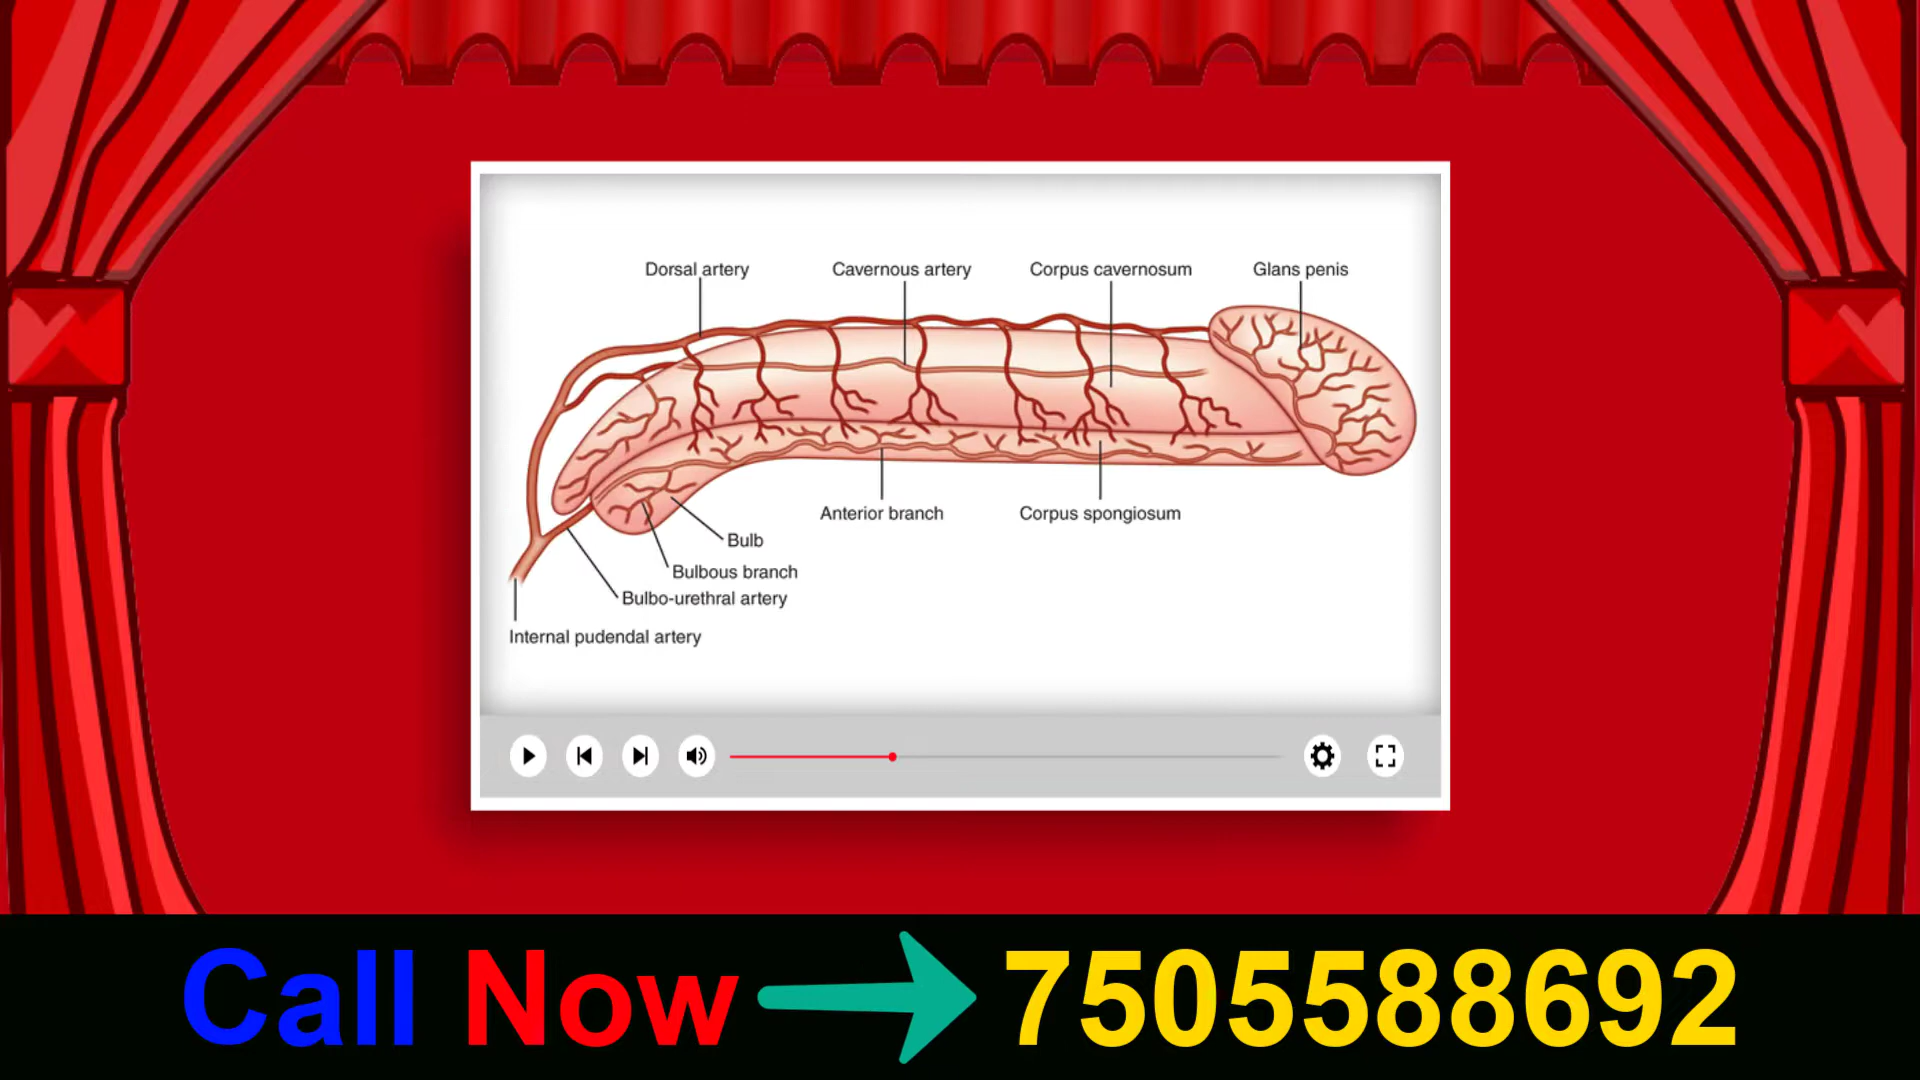 Dorsal artery
Cavernous artery
Corpus cavernosum
Glans penis
Anterior branch
Corpus spongiosum
Bulb
Bulbous branch
Bulbo-urethral artery
Internal pudendal artery
Call Now 7505588692